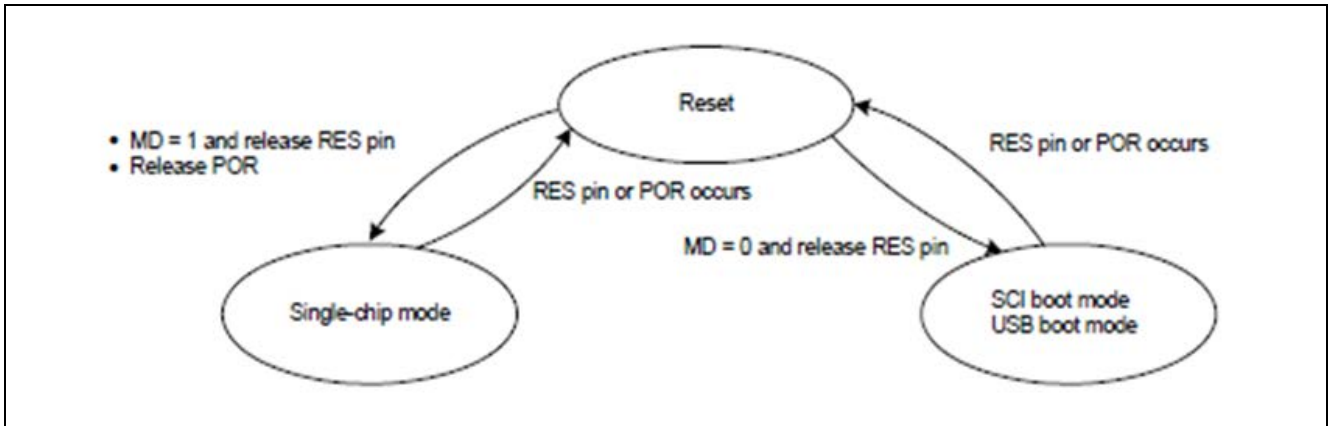 Reset
• MD = 1 and release RES pin
• Release POR
RES pin or POR occurs
RES pin or POR occurs
MD = 0 and release RES pin
Single-chip mode
SCI boot mode
USB boot mode